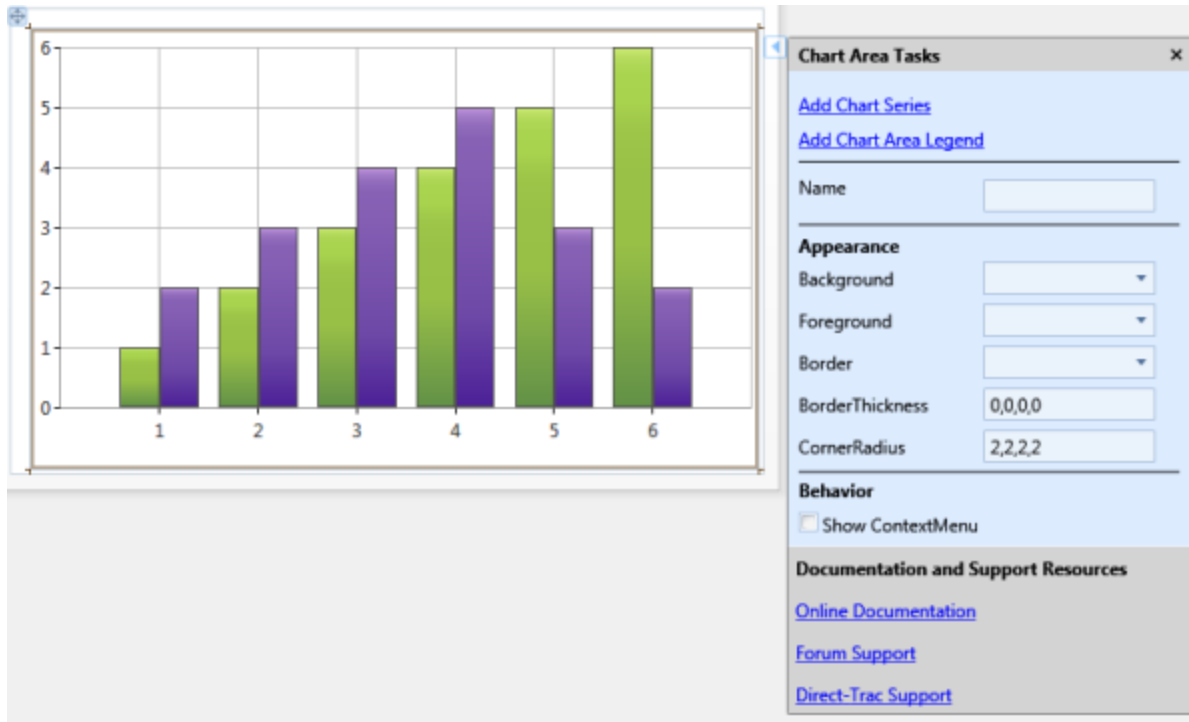 6
5
4
3
2
1
0
1 2 3 4 5 6
Chart Area Tasks ×
Add Chart Series
Add Chart Area Legend
Name
Appearance
Background
Foreground
Border
BorderThickness 0,0,0,0
CornerRadius 2,2,2,2
Behavior
Show ContextMenu
Documentation and Support Resources
Online Documentation
Forum Support
Direct-Trac Support